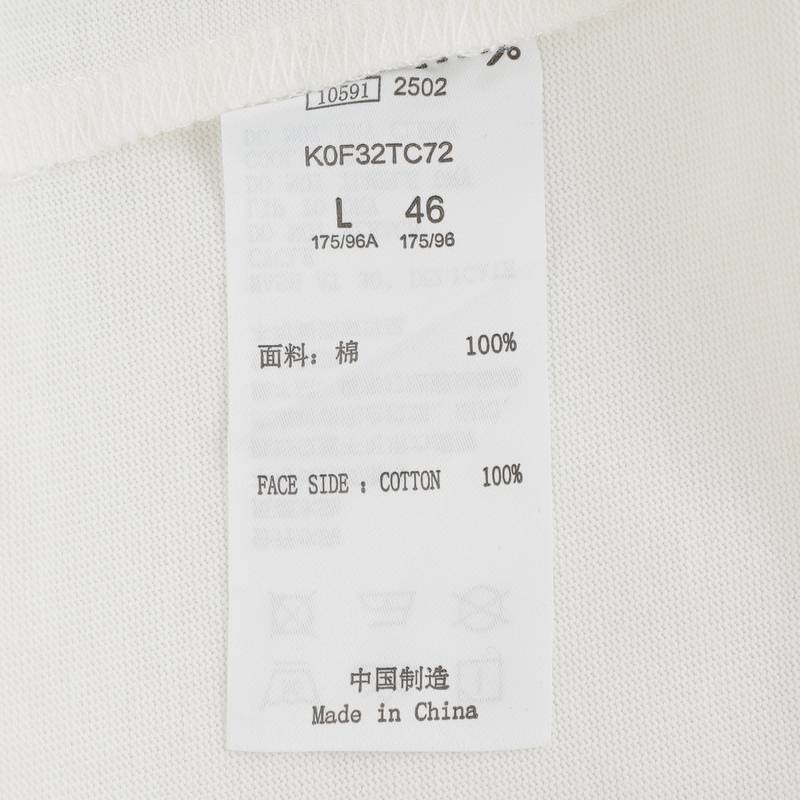 10591 2502
K0F32TC72
L 46
175/96A 175/96
面料：棉 100%
FACE SIDE : COTTON 100%
中国制造
Made in China